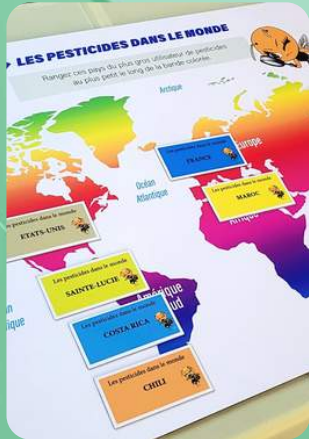 LES PESTICIDES DANS LE MONDE
Rangez ces pays du plus gros utilisateur de pesticides
au plus petit le long de la bande colorée.
Arctique
Les pesticides dans le monde
FRANCE
Europe
Océan
Atlantique
Les pesticides dans le monde
MAROC
Afrique
Les pesticides dans le monde
ETATS-UNIS
Les pesticides dans le monde
SAINTE-LUCIE
Amérique
ud
Les pesticides dans le monde
COSTA RICA
ique
Les pesticides dans le monde
CHILI